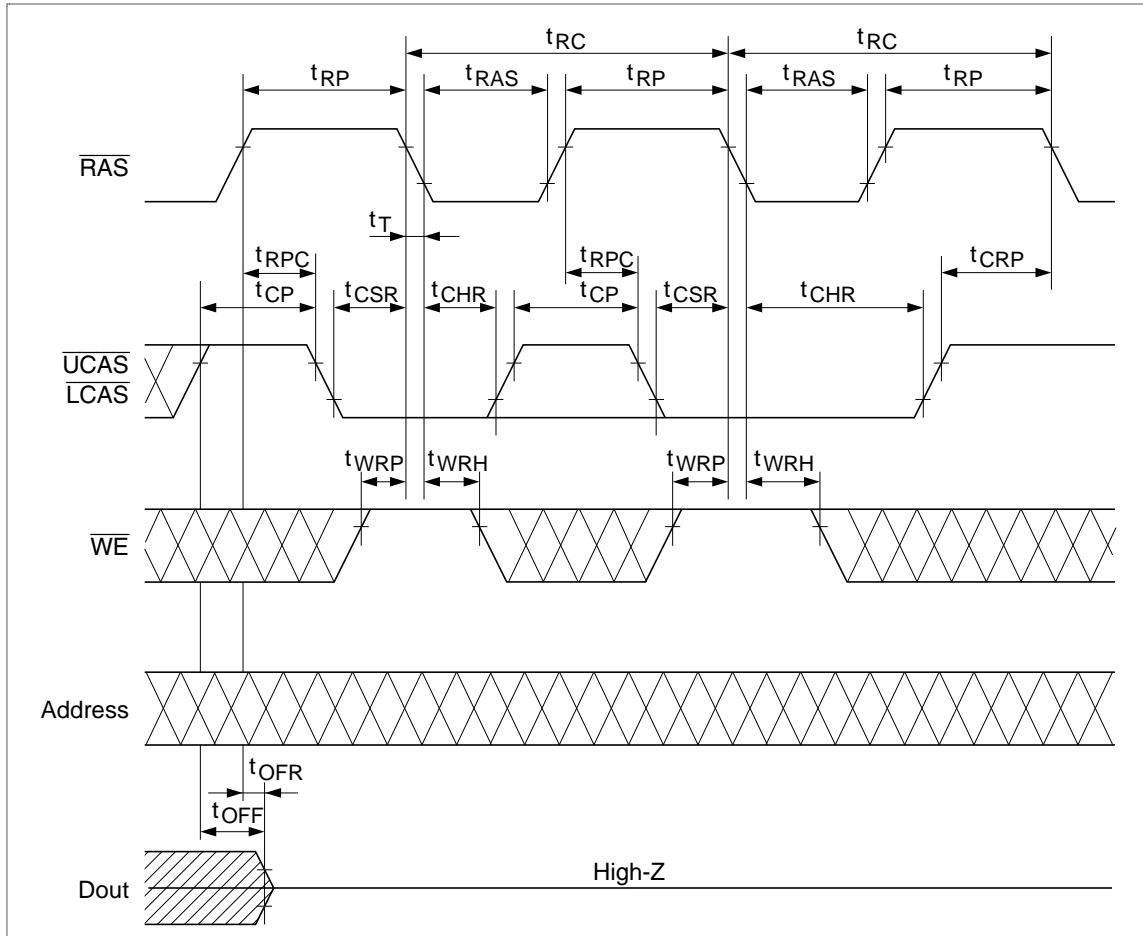 tRC tRC
tRP tRAS tRP tRAS tRP
RAS
tT
tRPC tRPC tCRP
tCP tCSR tCHR tCP tCSR tCHR
UCAS
LCAS
tWRP tWRH tWRP tWRH
WE
Address
tOFR
tOFF
High-Z
Dout